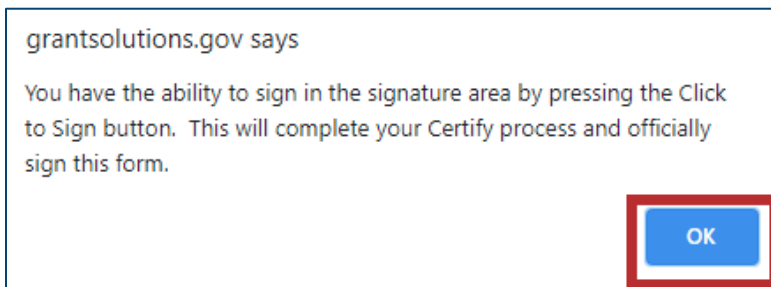 grantsolutions.gov says
You have the ability to sign in the signature area by pressing the Click
to Sign button.  This will complete your Certify process and officially
sign this form.
OK